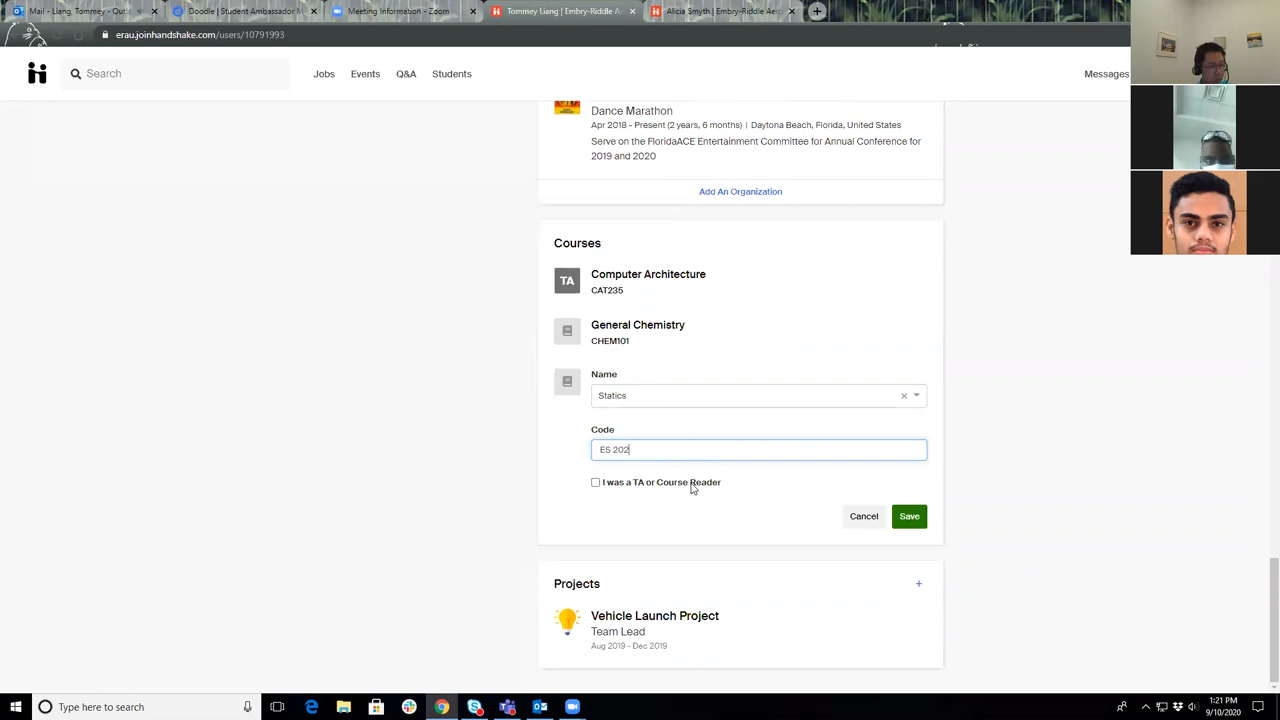 Mail - Liang, Tommey - Outl
Doodle | Student Ambassador M
Meeting Information - Zoom
Tommey Liang | Embry-Riddle Ae
Alicia Smyth | Embry-Riddle Aer
erau.joinhandshake.com/users/10791993
Search
Jobs
Events
Q&A
Students
Messages
Dance Marathon
Apr 2018 - Present (2 years, 6 months) | Daytona Beach, Florida, United States
Serve on the FloridaACE Entertainment Committee for Annual Conference for
2019 and 2020
Add An Organization
Courses
TA
Computer Architecture
CAT235
General Chemistry
CHEM101
Name
Statics
Code
ES 202
I was a TA or Course Reader
Cancel
Save
Projects
Vehicle Launch Project
Team Lead
Aug 2019 - Dec 2019
Type here to search
1:21 PM
9/10/2020